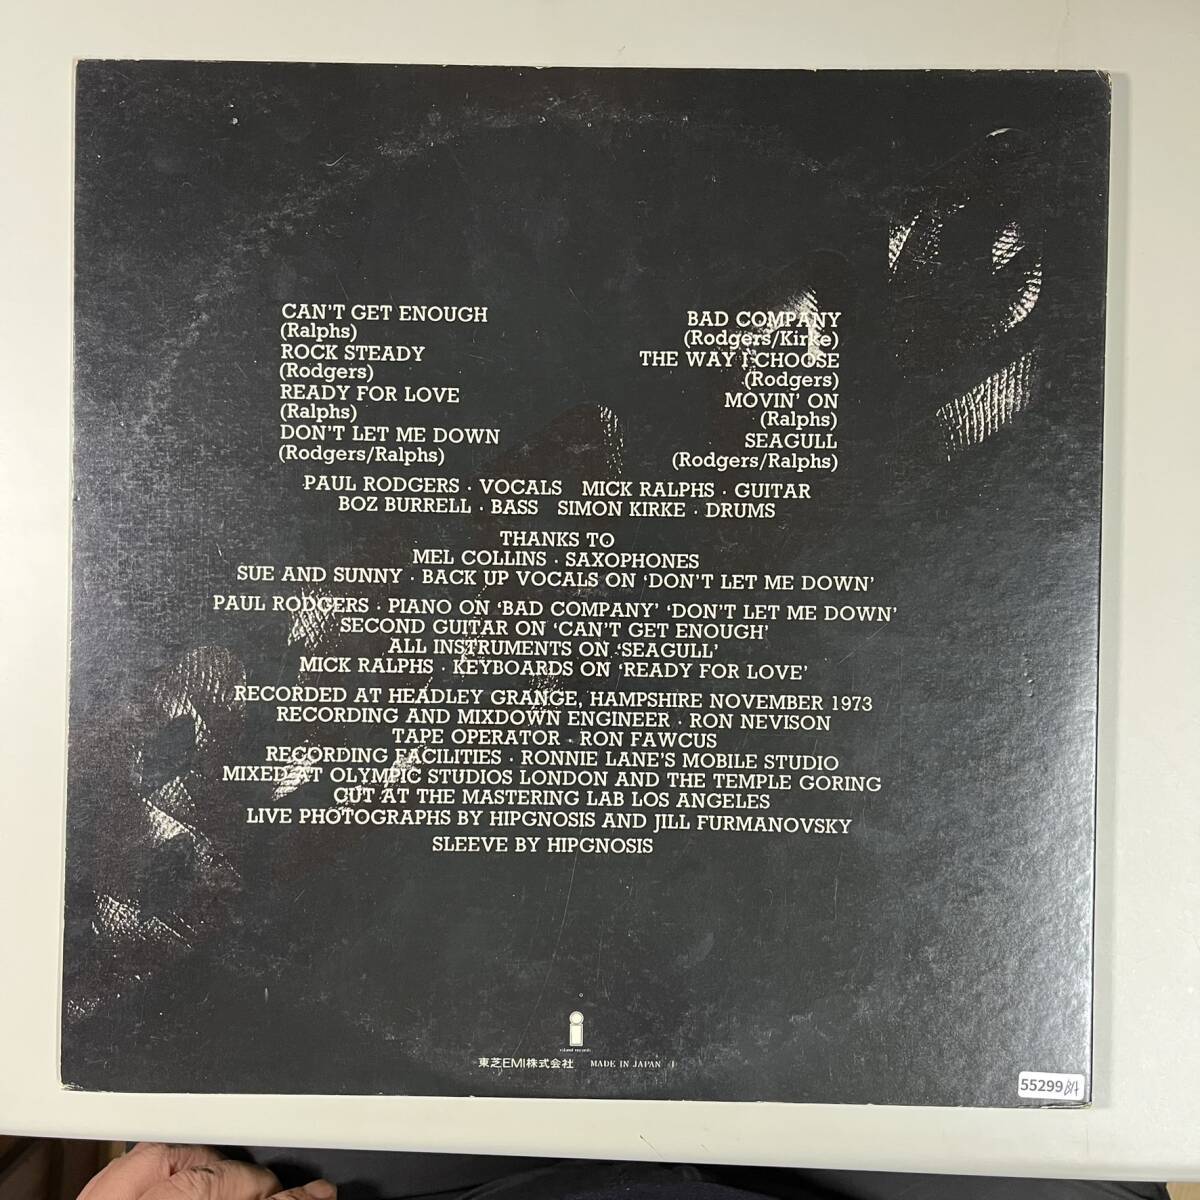 CAN'T GET ENOUGH
(Ralphs)
ROCK STEADY
(Rodgers)
READY FOR LOVE
(Ralphs)
DON'T LET ME DOWN
(Rodgers/Ralphs)
BAD COMPANY
(Rodgers/Kirke)
THE WAY I CHOOSE
(Rodgers)
MOVIN' ON
(Ralphs)
SEAGULL
(Rodgers/Ralphs)
PAUL RODGERS · VOCALS MICK RALPHS · GUITAR
BOZ BURRELL · BASS SIMON KIRKE · DRUMS
THANKS TO
MEL COLLINS · SAXOPHONES
SUE AND SUNNY · BACK UP VOCALS ON 'DON'T LET ME DOWN'
PAUL RODGERS · PIANO ON 'BAD COMPANY' 'DON'T LET ME DOWN'
SECOND GUITAR ON 'CAN'T GET ENOUGH'
ALL INSTRUMENTS ON 'SEAGULL'
MICK RALPHS · KEYBOARDS ON 'READY FOR LOVE'
RECORDED AT HEADLEY GRANGE, HAMPSHIRE NOVEMBER 1973
RECORDING AND MIXDOWN ENGINEER · RON NEVISON
TAPE OPERATOR · RON FAWCUS
RECORDING FACILITIES · RONNIE LANE'S MOBILE STUDIO
MIXED AT OLYMPIC STUDIOS LONDON AND THE TEMPLE GORING
CUT AT THE MASTERING LAB LOS ANGELES
LIVE PHOTOGRAPHS BY HIPGNOSIS AND JILL FURMANOVSKY
SLEEVE BY HIPGNOSIS
island records
東芝EMI株式会社 MADE IN JAPAN
55299